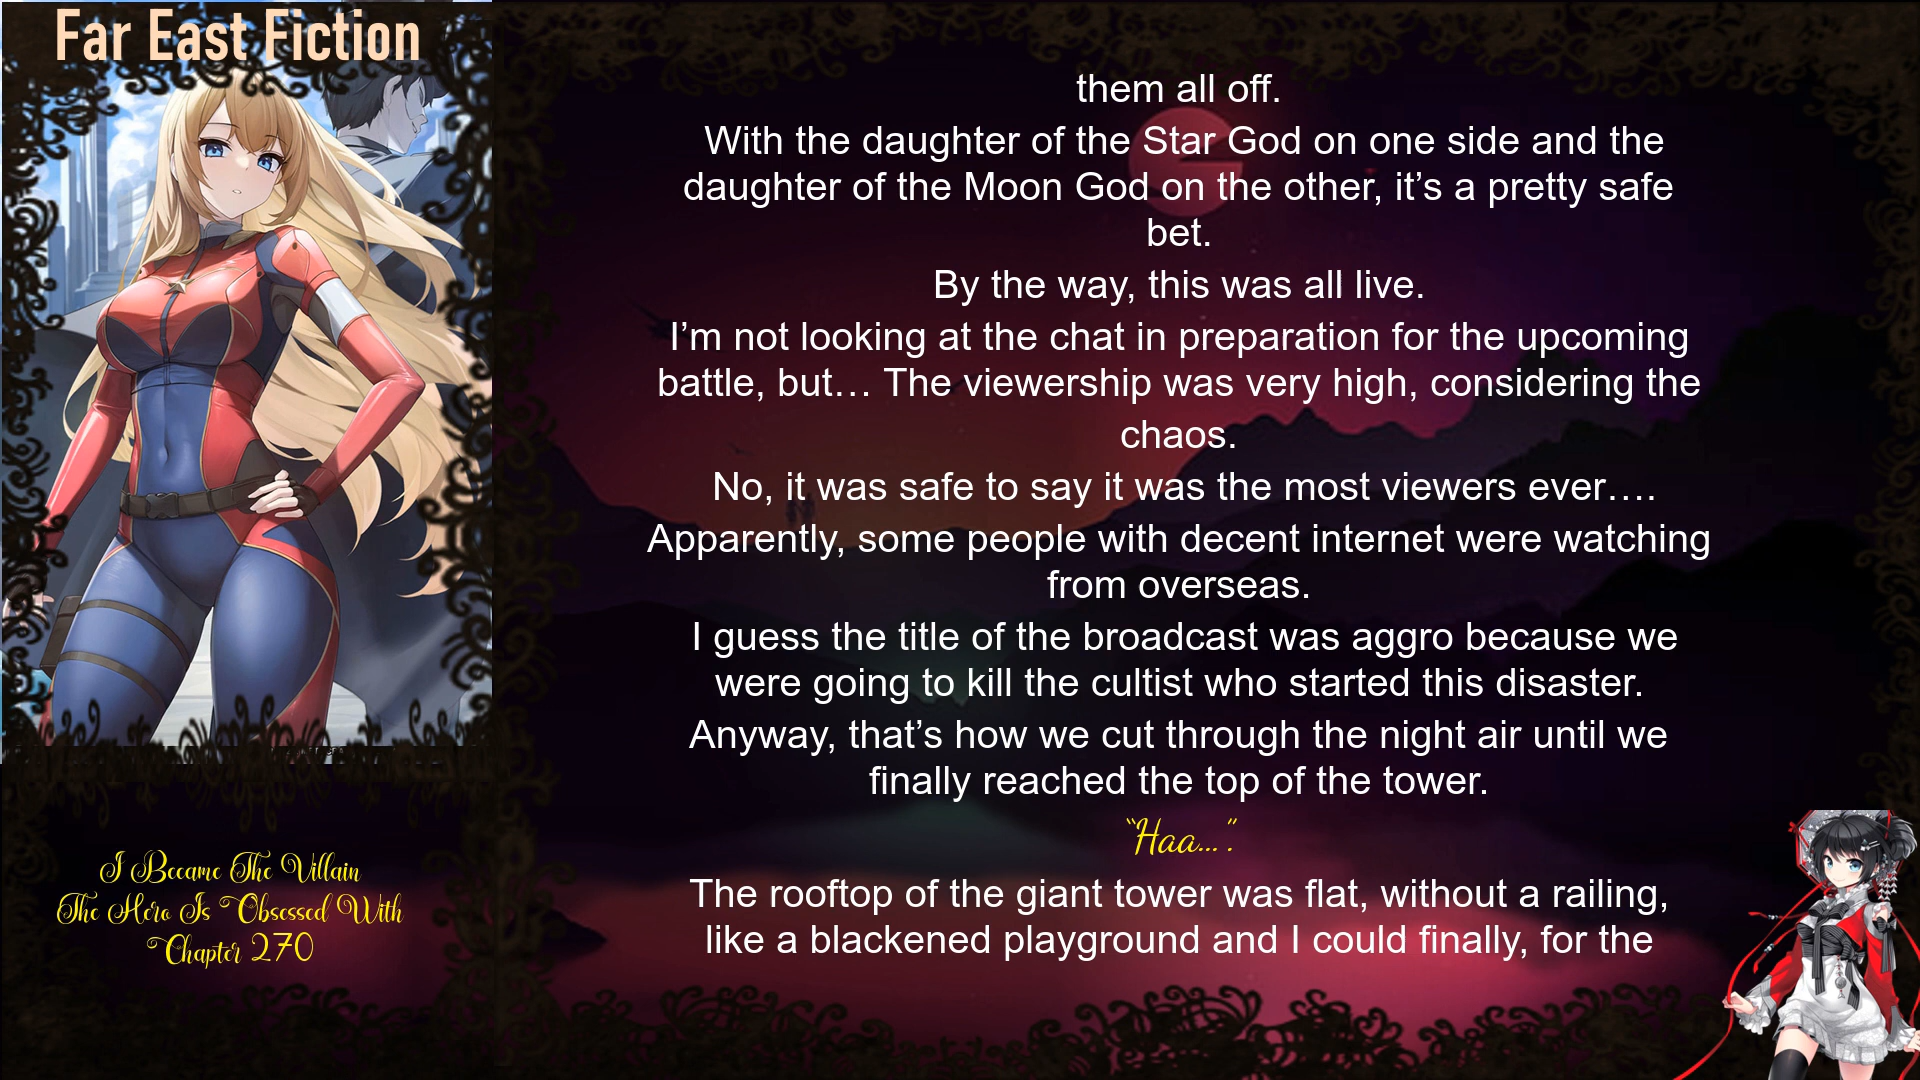 Far East Fiction
them all off.
With the daughter of the Star God on one side and the
daughter of the Moon God on the other, it’s a pretty safe
bet.
By the way, this was all live.
I’m not looking at the chat in preparation for the upcoming
battle, but… The viewership was very high, considering the
chaos.
No, it was safe to say it was the most viewers ever….
Apparently, some people with decent internet were watching
from overseas.
I guess the title of the broadcast was aggro because we
were going to kill the cultist who started this disaster.
Anyway, that’s how we cut through the night air until we
finally reached the top of the tower.
“Haa…”.
The rooftop of the giant tower was flat, without a railing,
like a blackened playground and I could finally, for the
I Became The Villain
The Hero Is Obsessed With
Chapter 270